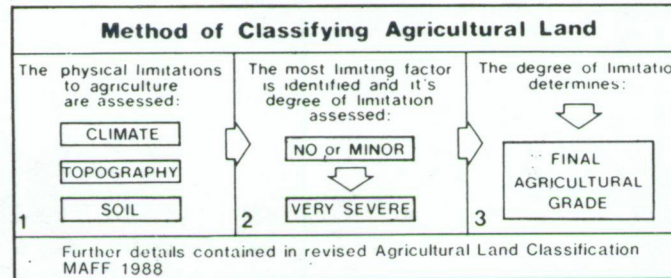 Method of Classifying Agricultural Land
The physical limitations
to agriculture
are assessed:
CLIMATE
TOPOGRAPHY
SOIL
1
The most limiting factor
is identified and it's
degree of limitation
assessed:
NO or MINOR
VERY SEVERE
2
The degree of limitatio
determines:
FINAL
AGRICULTURAL
GRADE
3
Further details contained in revised Agricultural Land Classification
MAFF 1988